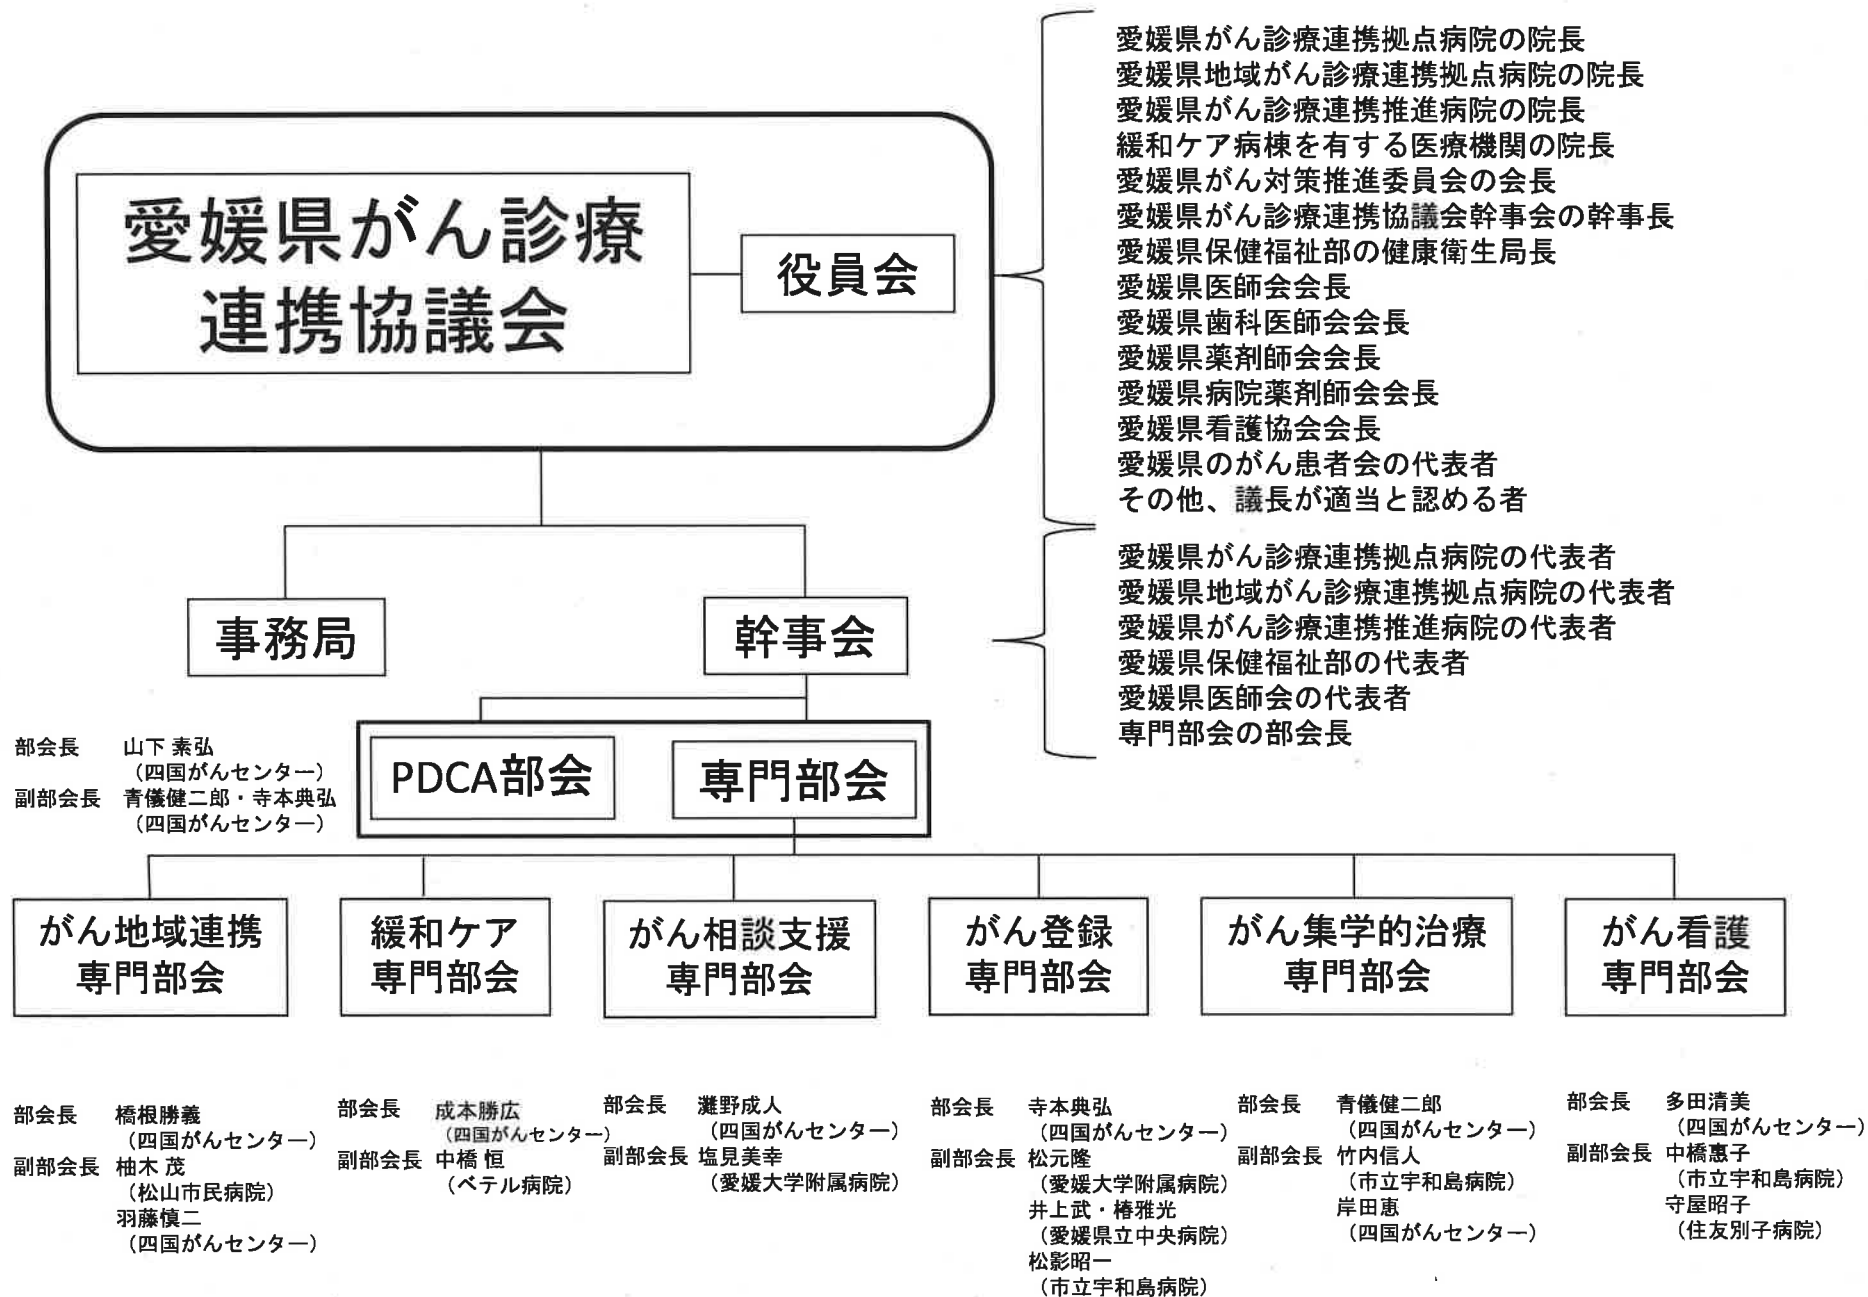 愛媛県がん診療
連携協議会
役員会
愛媛県がん診療連携拠点病院の院長
愛媛県地域がん診療連携拠点病院の院長
愛媛県がん診療連携推進病院の院長
緩和ケア病棟を有する医療機関の院長
愛媛県がん対策推進委員会の会長
愛媛県がん診療連携協議会幹事会の幹事長
愛媛県保健福祉部の健康衛生局長
愛媛県医師会会長
愛媛県歯科医師会会長
愛媛県薬剤師会会長
愛媛県病院薬剤師会会長
愛媛県看護協会会長
愛媛県のがん患者会の代表者
その他、議長が適当と認める者
事務局
幹事会
愛媛県がん診療連携拠点病院の代表者
愛媛県地域がん診療連携拠点病院の代表者
愛媛県がん診療連携推進病院の代表者
愛媛県保健福祉部の代表者
愛媛県医師会の代表者
専門部会の部会長
部会長 山下 素弘
（四国がんセンター）
副部会長 青儀健二郎・寺本典弘
（四国がんセンター）
PDCA部会
専門部会
がん地域連携
専門部会
緩和ケア
専門部会
がん相談支援
専門部会
がん登録
専門部会
がん集学的治療
専門部会
がん看護
専門部会
部会長 橋根勝義
（四国がんセンター）
副部会長 柚木 茂
（松山市民病院）
羽藤慎二
（四国がんセンター）
部会長 成本勝広
（四国がんセンター）
副部会長 中橋 恒
（ベテル病院）
部会長 灘野成人
（四国がんセンター）
副部会長 塩見美幸
（愛媛大学附属病院）
部会長 寺本典弘
（四国がんセンター）
副部会長 松元隆
（愛媛大学附属病院）
井上武・椿雅光
（愛媛県立中央病院）
松影昭一
（市立宇和島病院）
部会長 青儀健二郎
（四国がんセンター）
副部会長 竹内信人
（市立宇和島病院）
岸田恵
（四国がんセンター）
部会長 多田清美
（四国がんセンター）
副部会長 中橋惠子
（市立宇和島病院）
守屋昭子
（住友別子病院）